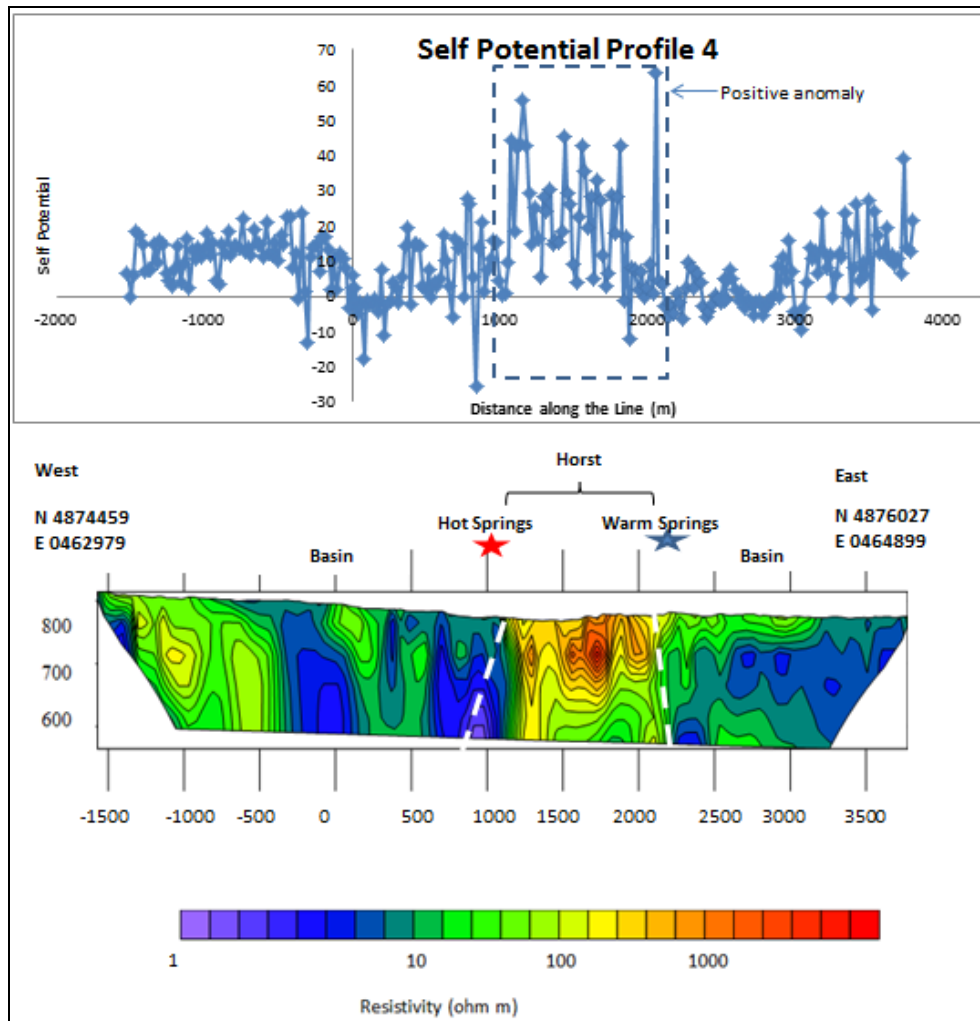 Self Potential Profile 4
70
60
50
40
30
20
10
0
-10
-20
-30
Self Potential
Positive anomaly
-2000 -1000 0 1000 2000 3000 4000
Distance along the Line (m)
Horst
West
East
N 4874459
E 0462979
N 4876027
E 0464899
Hot Springs
Warm Springs
Basin
Basin
800
700
600
-1500 -1000 -500 0 500 1000 1500 2000 2500 3000 3500
1 10 100 1000
Resistivity (ohm m)